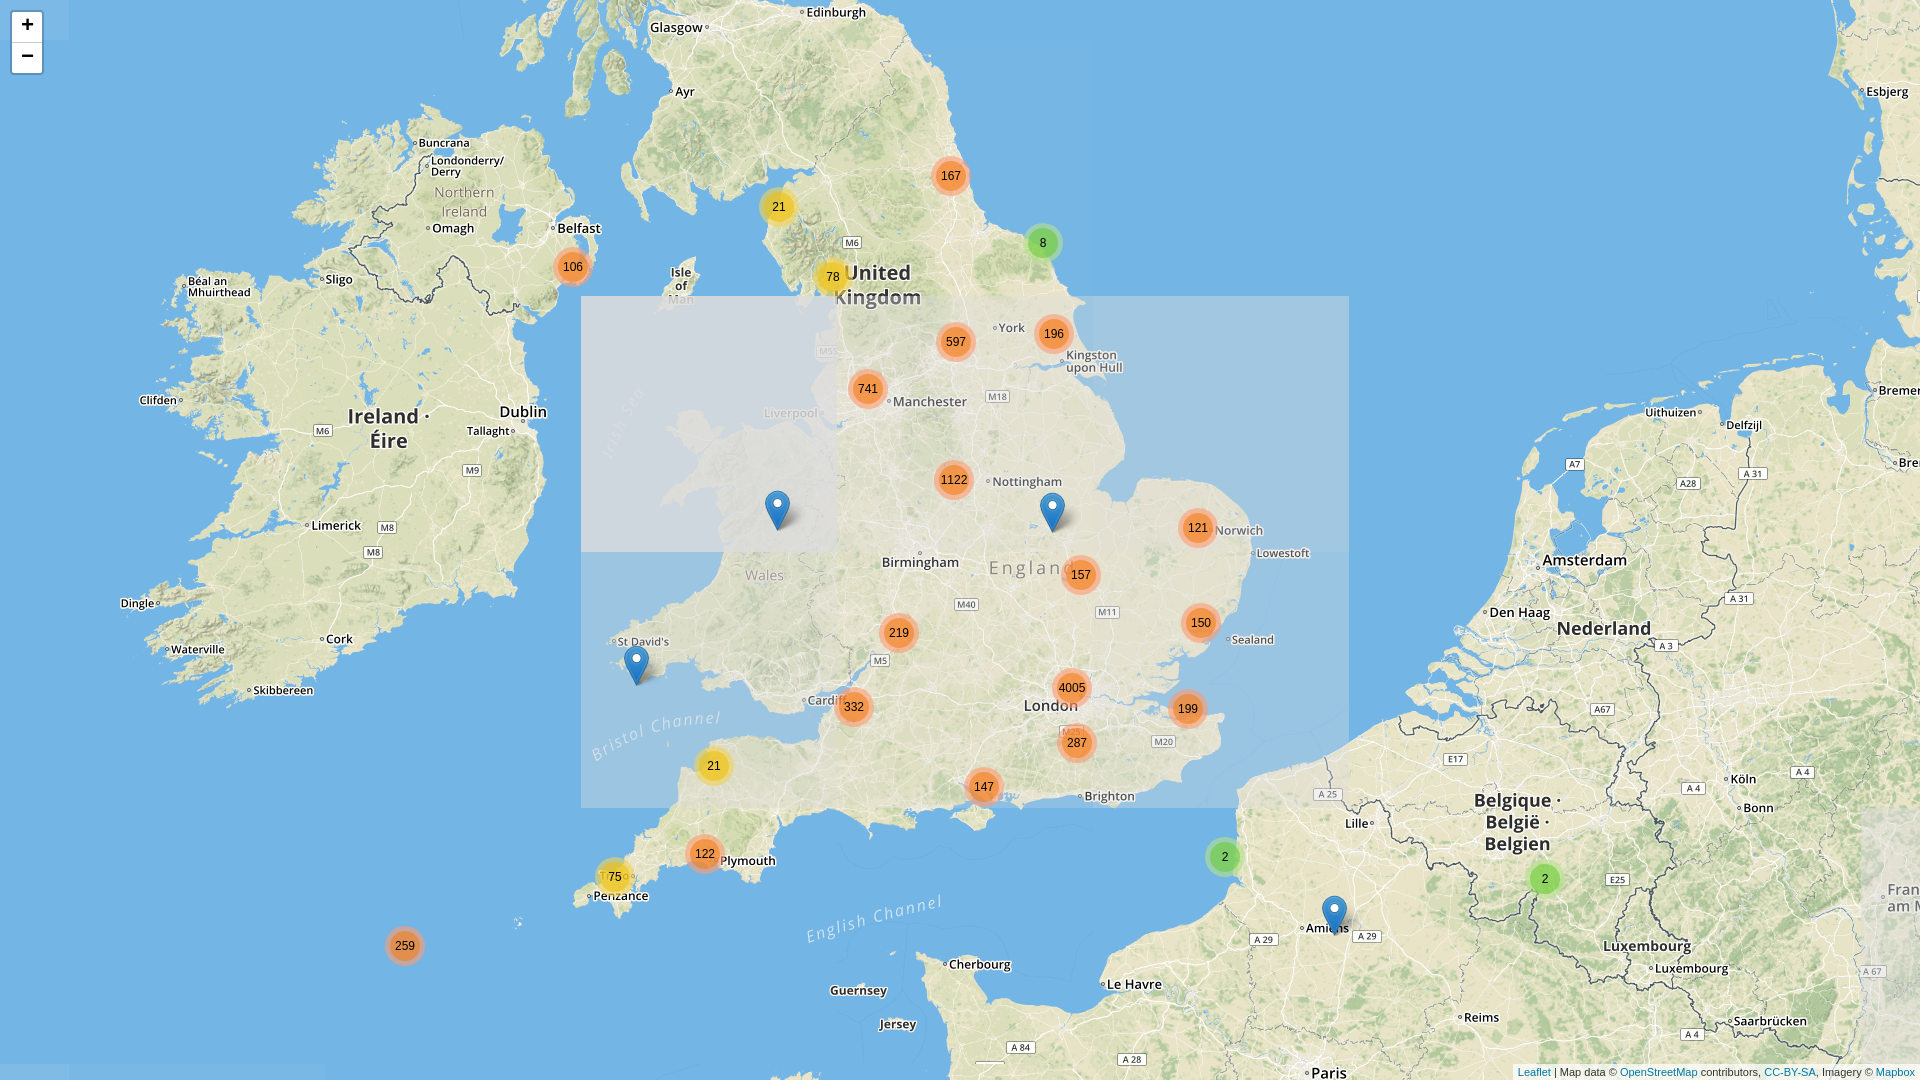 +
−
Edinburgh
Glasgow
Ayr
Esbjerg
Buncrana
Londonderry/
Derry
Northern
Ireland
Omagh
Belfast
167
21
8
106
M6
78
United
Kingdom
Isle
of
Man
Sligo
Béal an
Mhuirthead
York
196
597
Kingston
upon Hull
M55
741
Manchester
M18
Liverpool
Irish Sea
Clifden
Dublin
Ireland ·
Éire
M6
Tallaght
M9
Bremer
Uithuizen
Delfzijl
A 7
A 31
A28
Bre
1122
Nottingham
Limerick
M8
M8
121
Norwich
Lowestoft
Birmingham
England
157
Wales
Amsterdam
Dingle
M40
M11
A 31
Den Haag
Nederland
150
219
Cork
St David's
Sealand
Waterville
A 3
M5
Skibbereen
4005
Cardiff
332
London
199
A67
Bristol Channel
287
M20
E17
21
147
Brighton
A 25
Köln
A 4
A 4
Bonn
Belgique ·
België ·
Belgien
Lille
122
Plymouth
2
75
Penzance
2
E25
Fran
am M
English Channel
Amiens
A 29
A 29
259
Luxembourg
Luxembourg
A 67
Cherbourg
Le Havre
Guernsey
Jersey
Reims
Saarbrücken
A 4
A 84
A 28
Paris
Leaflet | Map data © OpenStreetMap contributors, CC-BY-SA, Imagery © Mapbox